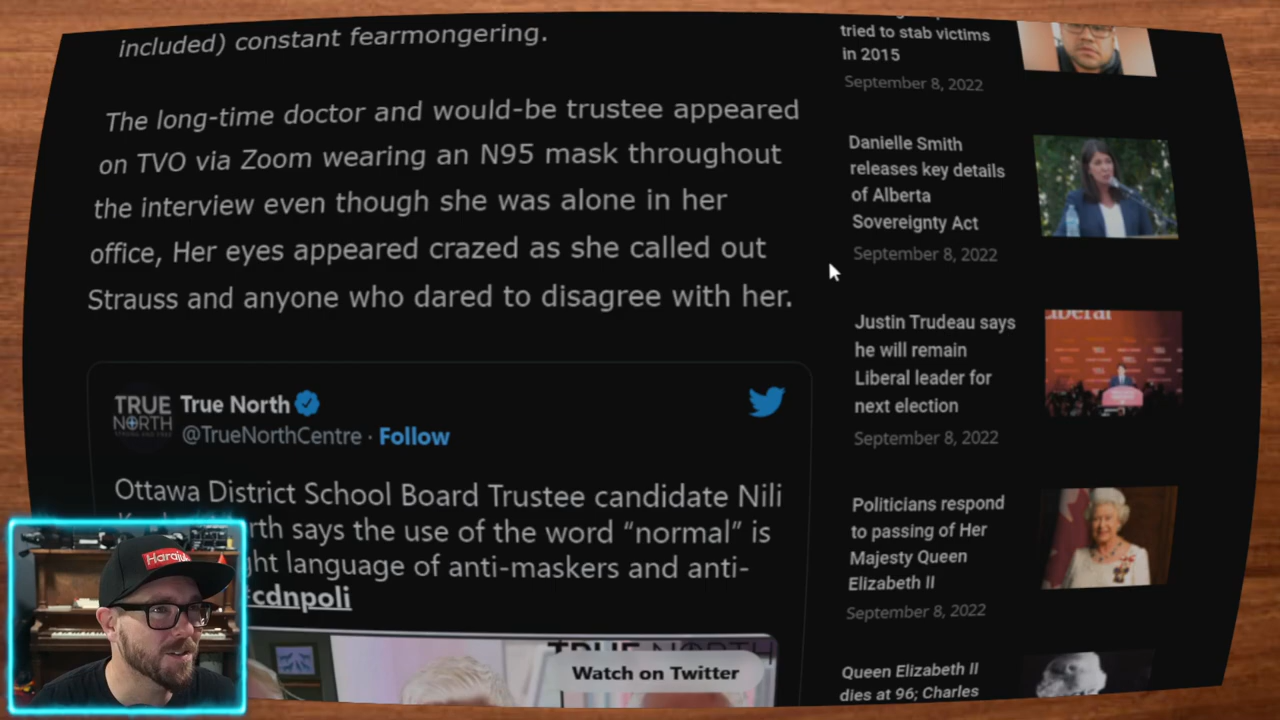 included) constant fearmongering.
The long-time doctor and would-be trustee appeared
on TVO via Zoom wearing an N95 mask throughout
the interview even though she was alone in her
office, Her eyes appeared crazed as she called out
Strauss and anyone who dared to disagree with her.
TRUE
NORTH
True North
@TrueNorthCentre · Follow
Ottawa District School Board Trustee candidate Nili
says the use of the word “normal” is
language of anti-maskers and anti-
#cdnpoli
TRUE NORTH
Watch on Twitter
tried to stab victims
in 2015
September 8, 2022
Danielle Smith
releases key details
of Alberta
Sovereignty Act
September 8, 2022
Justin Trudeau says
he will remain
Liberal leader for
next election
September 8, 2022
Liberal
Politicians respond
to passing of Her
Majesty Queen
Elizabeth II
September 8, 2022
Queen Elizabeth II
dies at 96; Charles